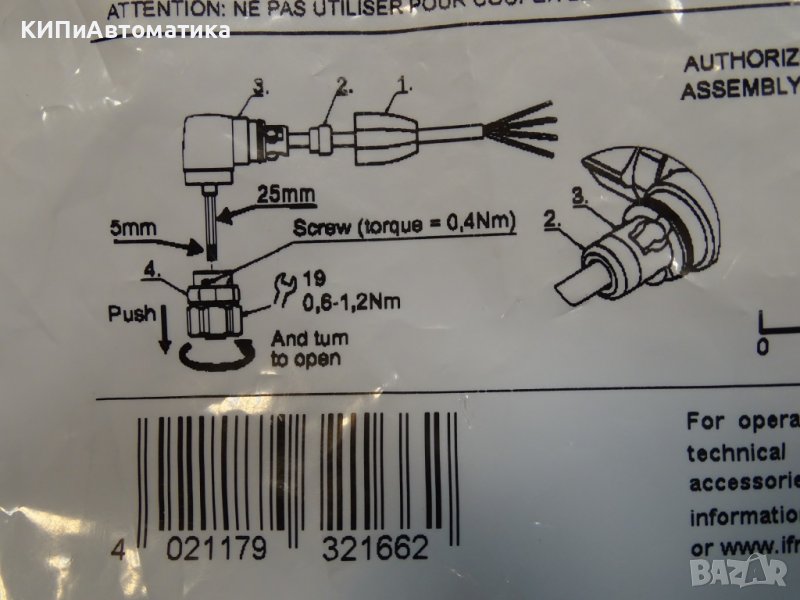 ATTENTION: NE PAS UTILISER POUR
КИПиАвтоматика
AUTHORIZ
ASSEMBLY
3.
2.
1.
25mm
5mm
Screw (torque = 0,4Nm)
4.
19
0,6-1,2Nm
Push
And turn
to open
3.
2.
0
For opera
technical
accessorie
informatio
or www.ifr
4 021179 321662
BAZAR